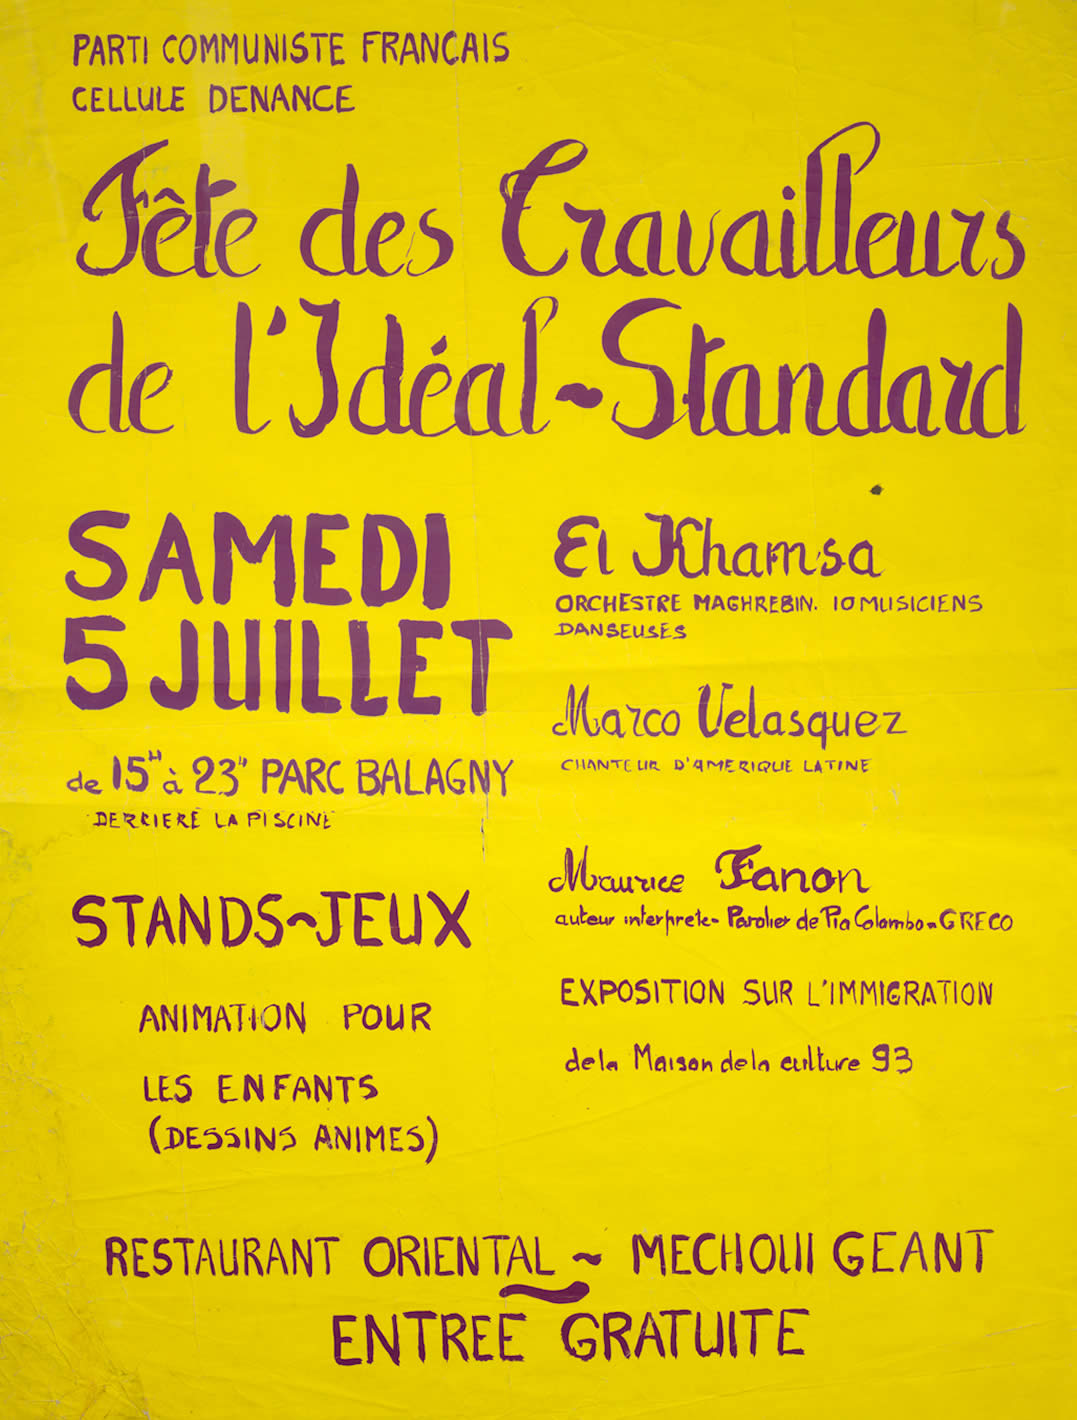 PARTI COMMUNISTE FRANÇAIS
CELLULE DENANCE
Fête des Travailleurs
de l'Idéal~Standard
SAMEDI
5 JUILLET
de 15H à 23H PARC BALAGNY
DERRIERE LA PISCINE
STANDS~JEUX
ANIMATION POUR
LES ENFANTS
(DESSINS ANIMES)
El Khamsa
ORCHESTRE MAGHREBIN. 10 MUSICIENS
DANSEUSES
Marco Velasquez
CHANTEUR D'AMERIQUE LATINE
Maurice Fanon
auteur interprete - Parolier de Pia Colombo - GRECO
EXPOSITION SUR L'IMMIGRATION
de la Maison de la culture 93
RESTAURANT ORIENTAL ~ MECHOUI GEANT
~
ENTREE GRATUITE